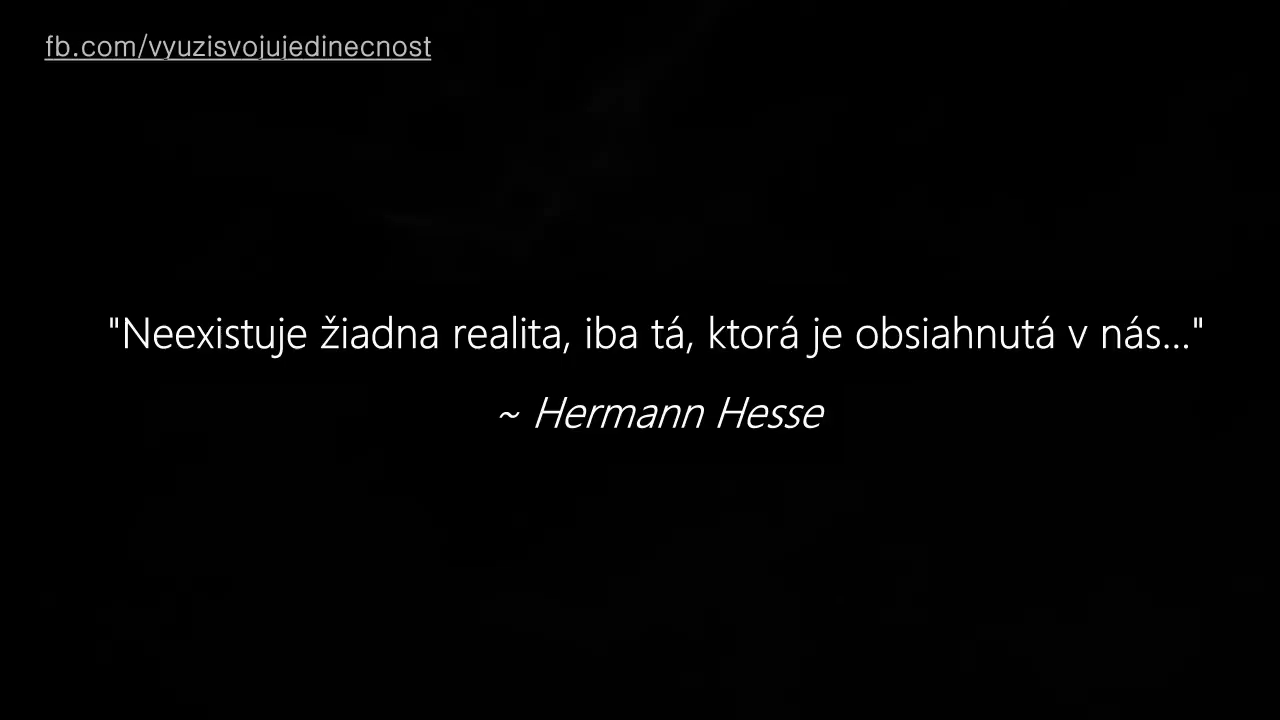 fb.com/vyuzisvojujedinecnost
"Neexistuje žiadna realita, iba tá, ktorá je obsiahnutá v nás..."
~ Hermann Hesse